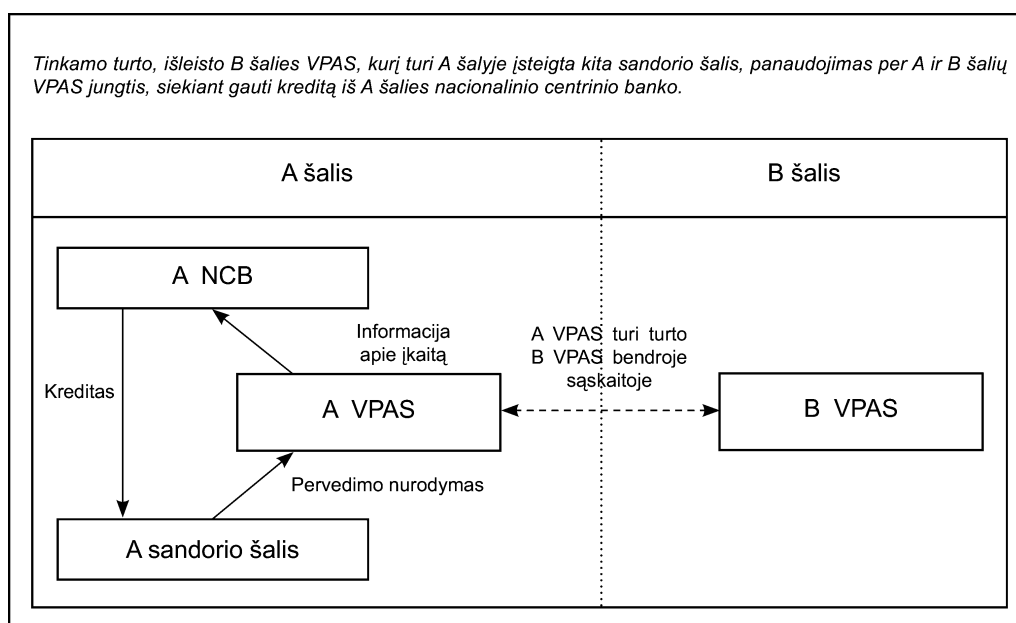 Tinkamo turto, išleisto B šalies VPAS, kurį turi A šalyje įsteigta kita sandorio šalis, panaudojimas per A ir B šalių
VPAS jungtis, siekiant gauti kreditą iš A šalies nacionalinio centrinio banko.
A šalis
B šalis
A NCB
Informacija
apie įkaitą
A VPAS turi turto
B VPAS bendroje
sąskaitoje
Kreditas
A VPAS
B VPAS
Pervedimo nurodymas
A sandorio šalis